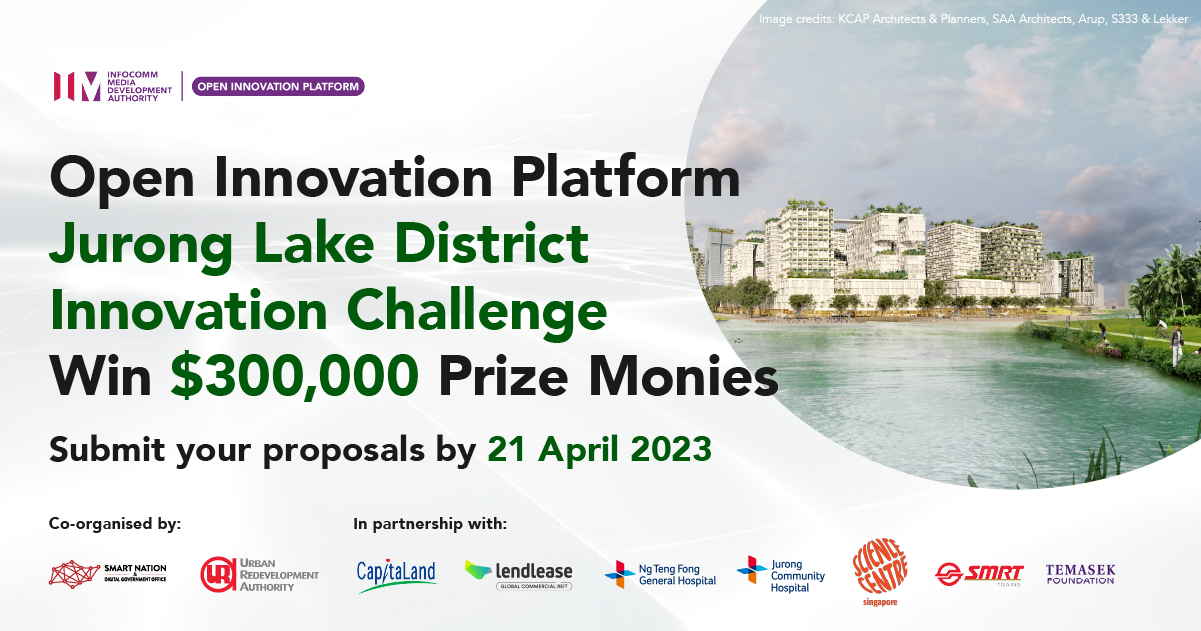 Image credits: KCAP Architects & Planners, SAA Architects, Arup, S333 & Lekker
INFOCOMM
MEDIA
DEVELOPMENT
AUTHORITY
OPEN INNOVATION PLATFORM
Open Innovation Platform
Jurong Lake District
Innovation Challenge
Win $300,000 Prize Monies
Submit your proposals by 21 April 2023
Co-organised by:
In partnership with:
SMART NATION
&
DIGITAL GOVERNMENT OFFICE
UR
URBAN
REDEVELOPMENT
AUTHORITY
CapitaLand
lendlease
GLOBAL COMMERCIAL REIT
Ng Teng Fong
General Hospital
Jurong
Community
Hospital
SCIENCE
CENTRE
singapore
SMRT
TRAINS
TEMASEK
FOUNDATION